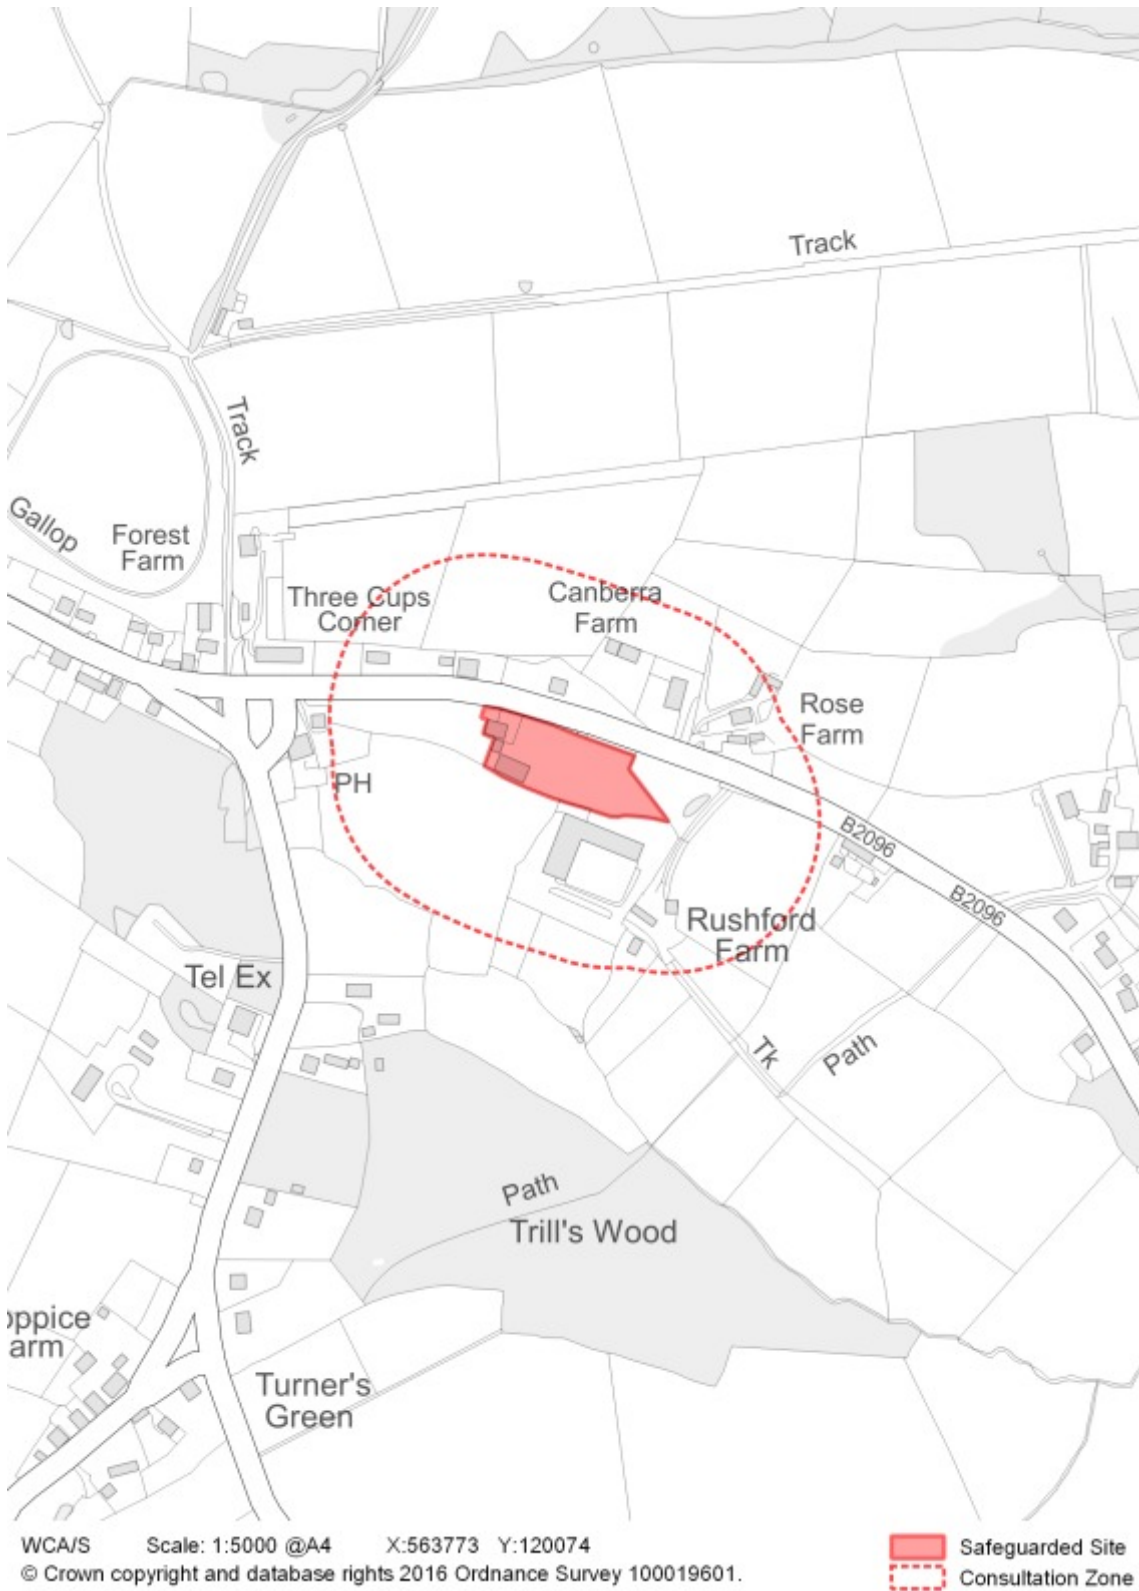 Track
Track
Gallop
Forest
Farm
Three Cups
Corner
Canberra
Farm
Rose
Farm
PH
B2096
B2096
Rushford
Farm
Tel Ex
Tk
Path
Path
Trill's Wood
oppice
arm
Turner's
Green
WCA/S Scale: 1:5000 @A4 X:563773 Y:120074
© Crown copyright and database rights 2016 Ordnance Survey 100019601.
Safeguarded Site
Consultation Zone